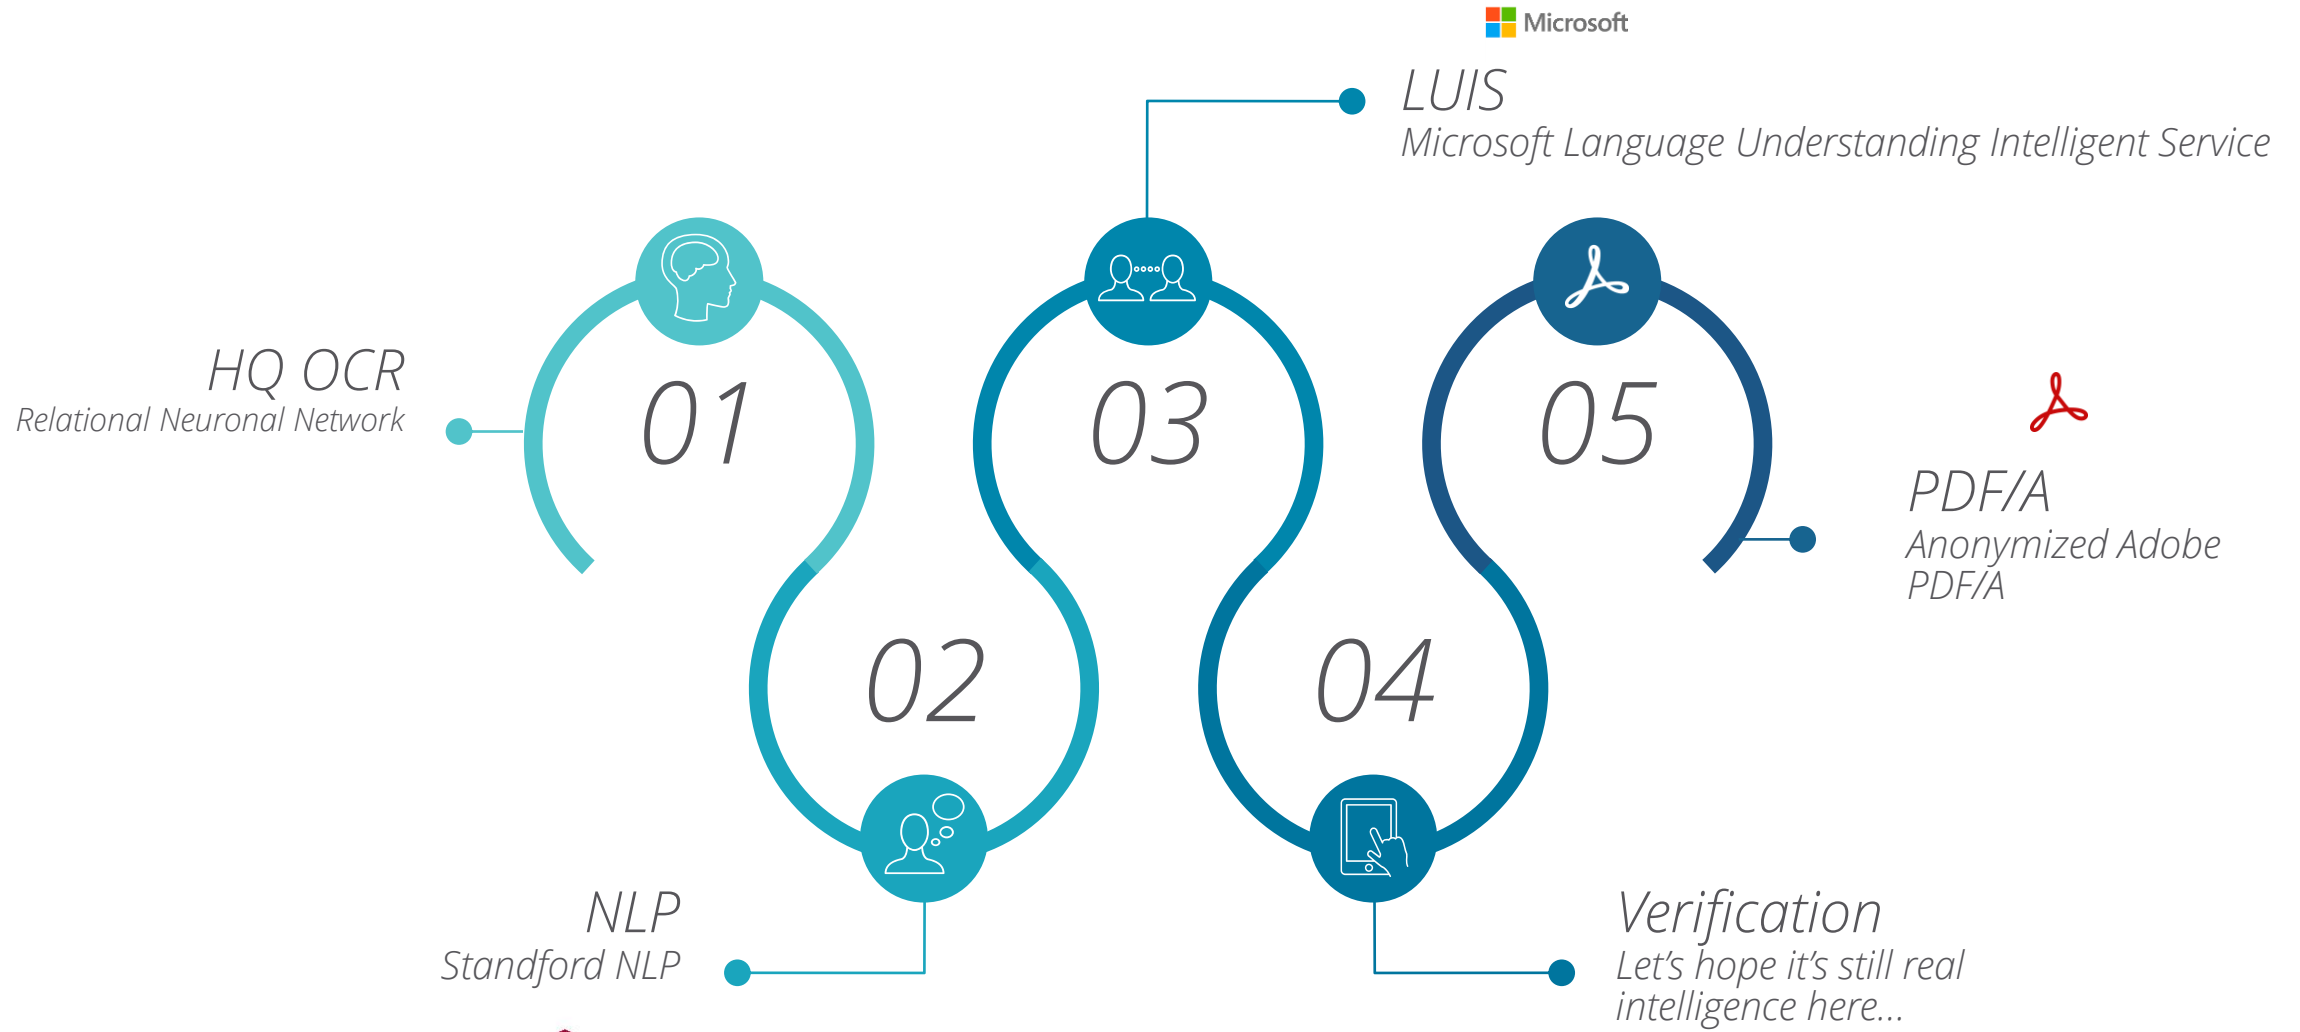 Microsoft
LUIS
Microsoft Language Understanding Intelligent Service
HQ OCR
Relational Neuronal Network
01
03
05
PDF/A
Anonymized Adobe
PDF/A
02
04
NLP
Standford NLP
Verification
Let's hope it's still real
intelligence here...